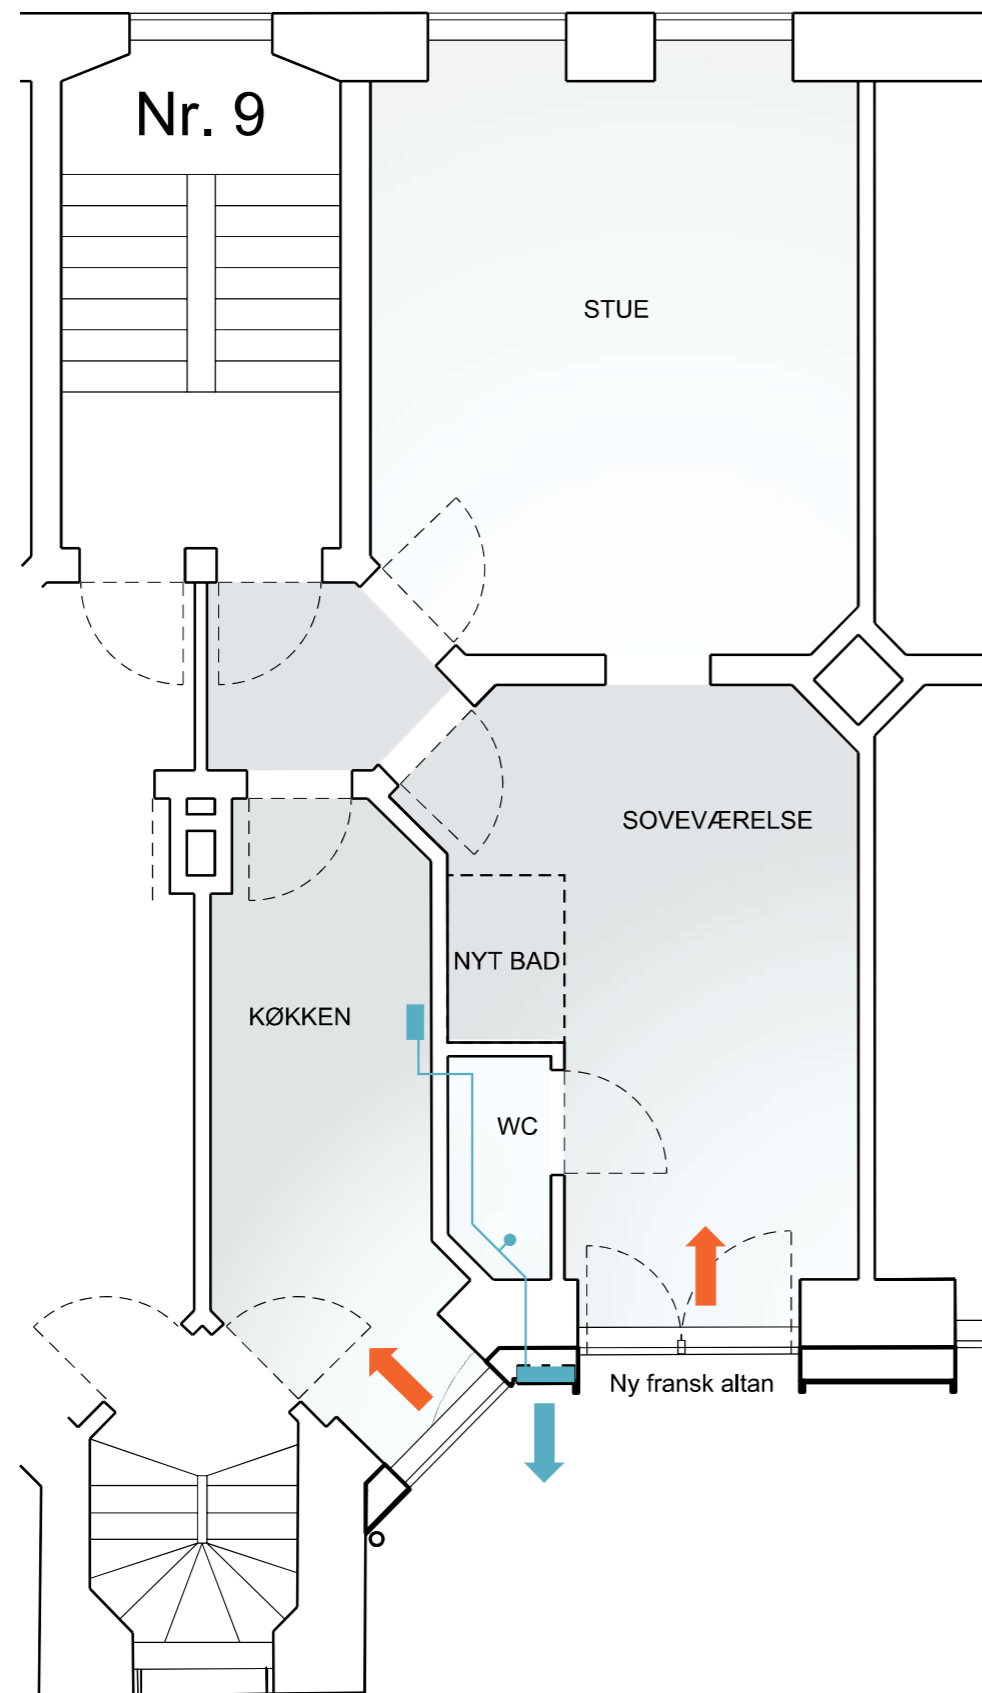 Nr. 9
STUE
SOVEVÆRELSE
NYT BAD
KØKKEN
WC
Ny fransk altan